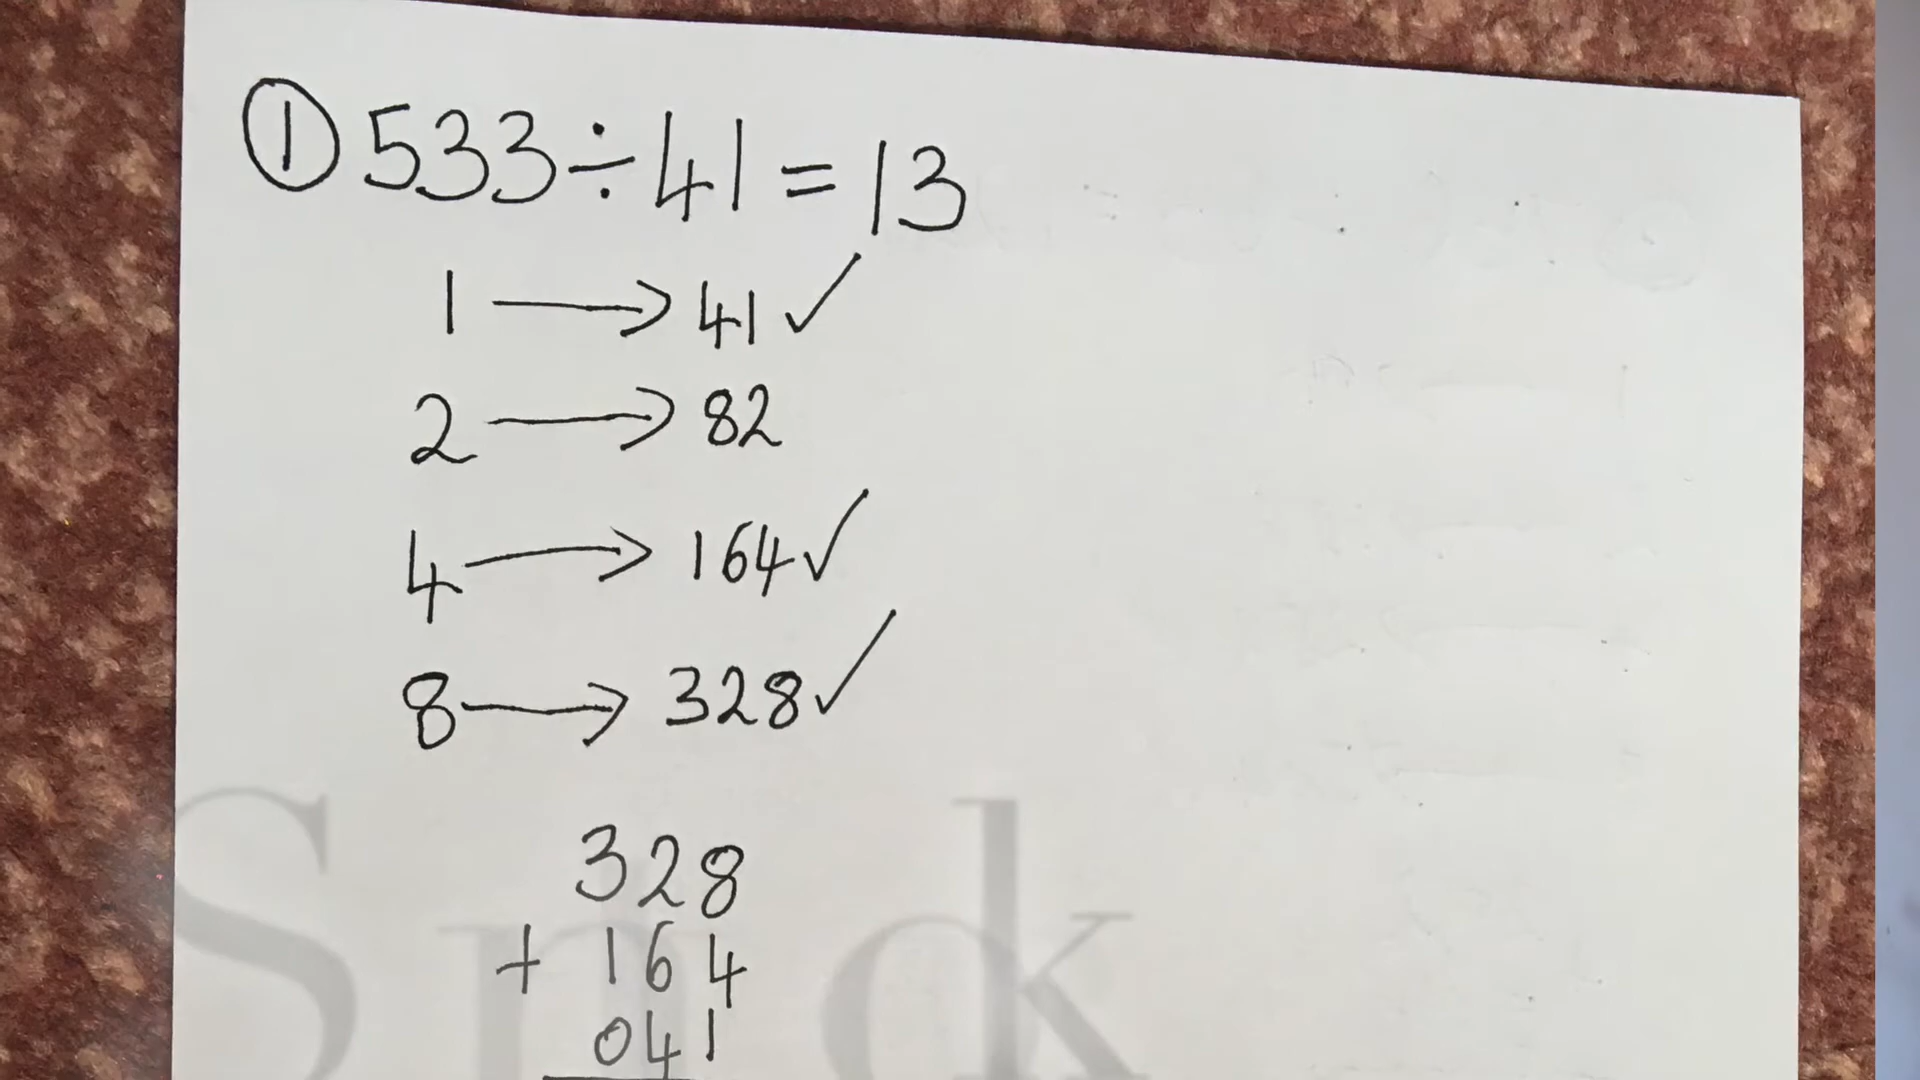 ① 533 ÷ 41 = 13
1 → 41 ✓
2 → 82
4 → 164 ✓
8 → 328 ✓
328
+ 164
041